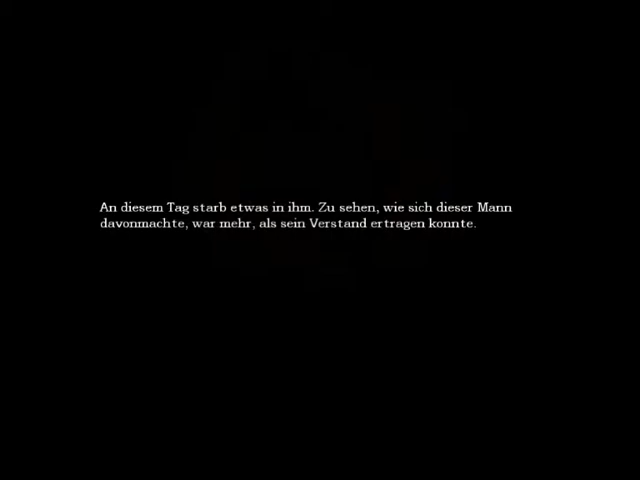 An diesem Tag starb etwas in ihm. Zu sehen, wie sich dieser Mann
davonmachte, war mehr, als sein Verstand ertragen konnte.